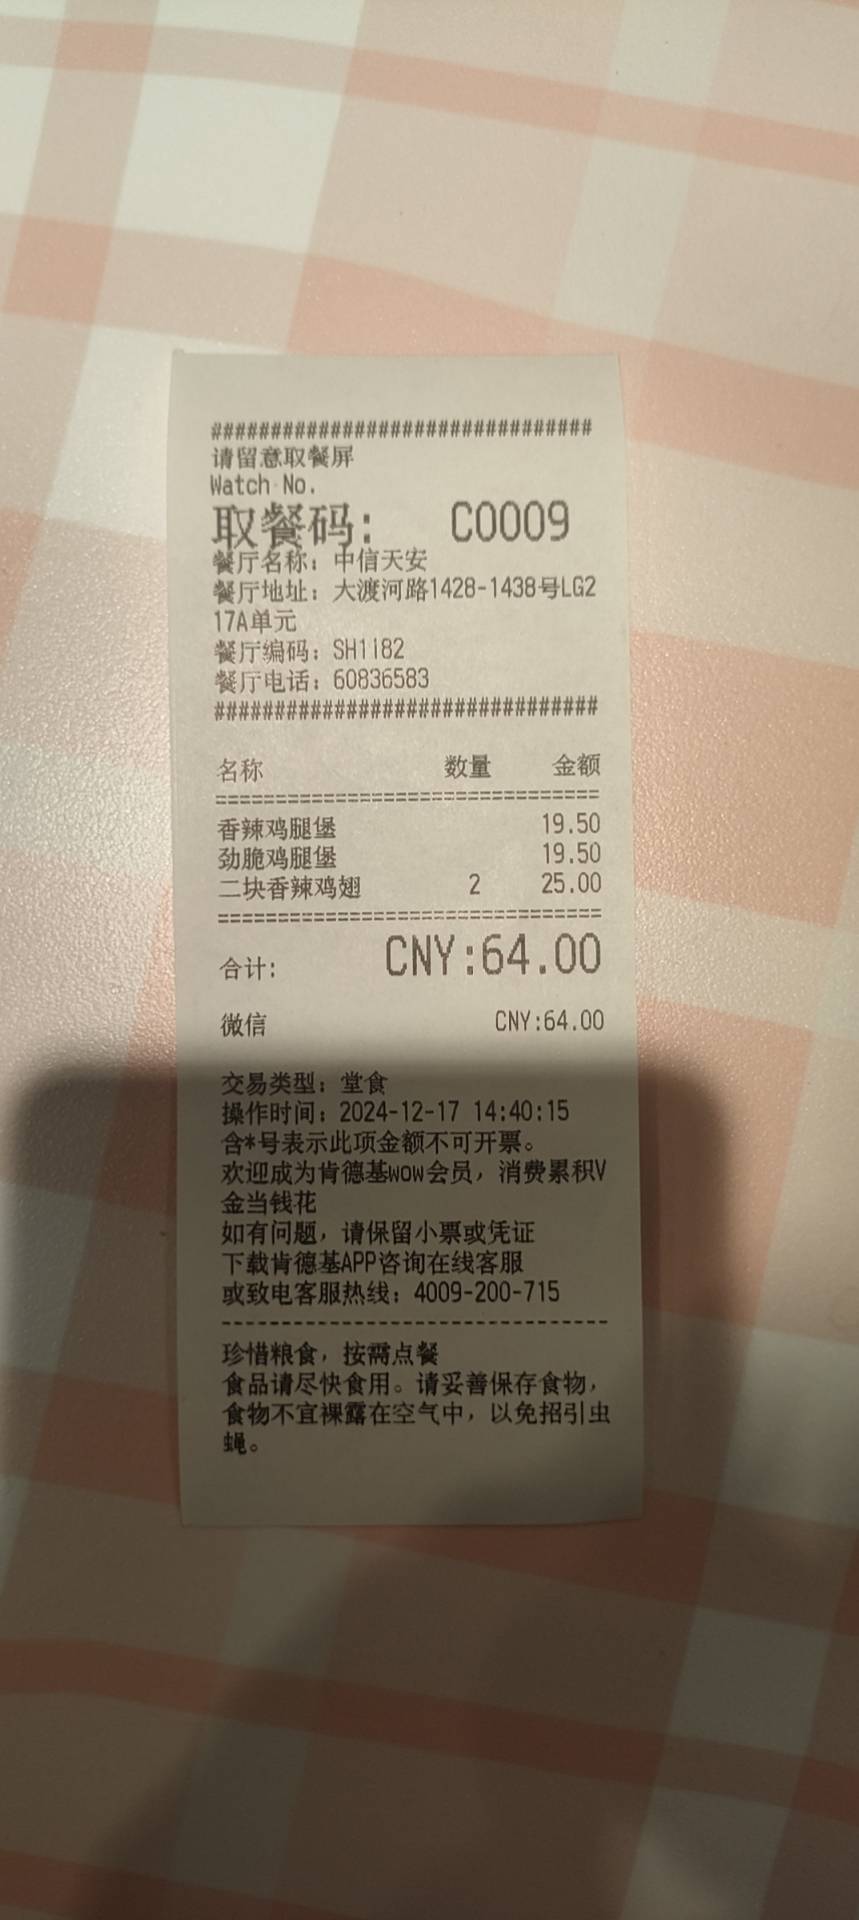 ################################
请留意取餐屏
Watch No.
取餐码: C0009
餐厅名称：中信天安
餐厅地址：大渡河路1428-1438号LG2
17A单元
餐厅编码：SH1182
餐厅电话：60836583
################################
名称 数量 金额
================================
香辣鸡腿堡 19.50
劲脆鸡腿堡 19.50
二块香辣鸡翅 2 25.00
================================
合计: CNY:64.00
微信 CNY:64.00
交易类型：堂食
操作时间：2024-12-17 14:40:15
含*号表示此项金额不可开票。
欢迎成为肯德基WOW会员，消费累积V
金当钱花
如有问题，请保留小票或凭证
下载肯德基APP咨询在线客服
或致电客服热线：4009-200-715
--------------------------------
珍惜粮食，按需点餐
食品请尽快食用。请妥善保存食物，
食物不宜裸露在空气中，以免招引虫
蝇。